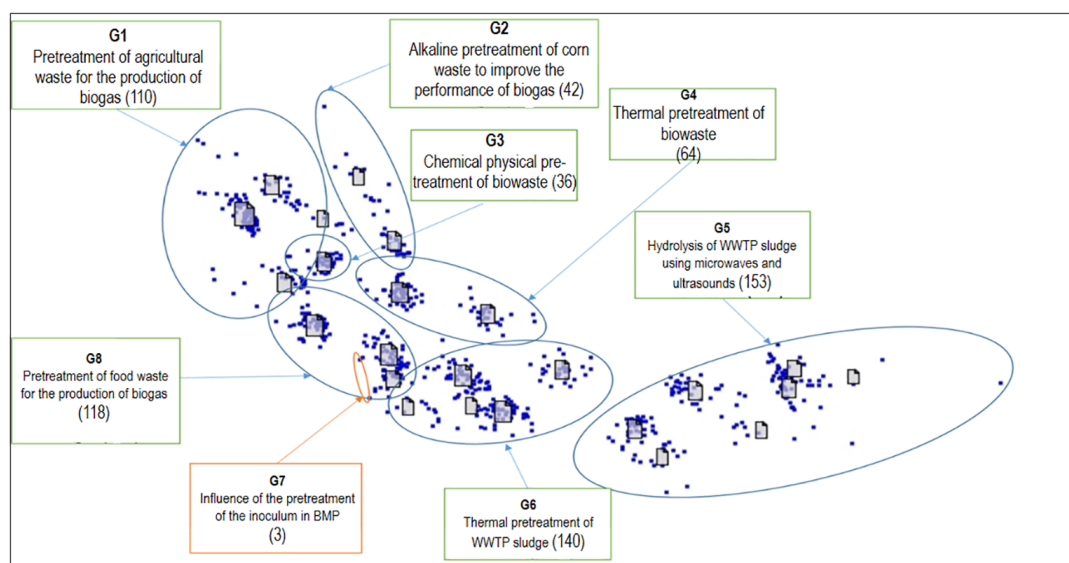 G1
Pretreatment of agricultural
waste for the production of
biogas (110)
G2
Alkaline pretreatment of corn
waste to improve the
performance of biogas (42)
G3
Chemical physical pre-
treatment of biowaste (36)
G4
Thermal pretreatment of
biowaste
(64)
G5
Hydrolysis of WWTP sludge
using microwaves and
ultrasounds (153)
G8
Pretreatment of food waste
for the production of biogas
(118)
G7
Influence of the pretreatment
of the inoculum in BMP
(3)
G6
Thermal pretreatment of
WWTP sludge (140)